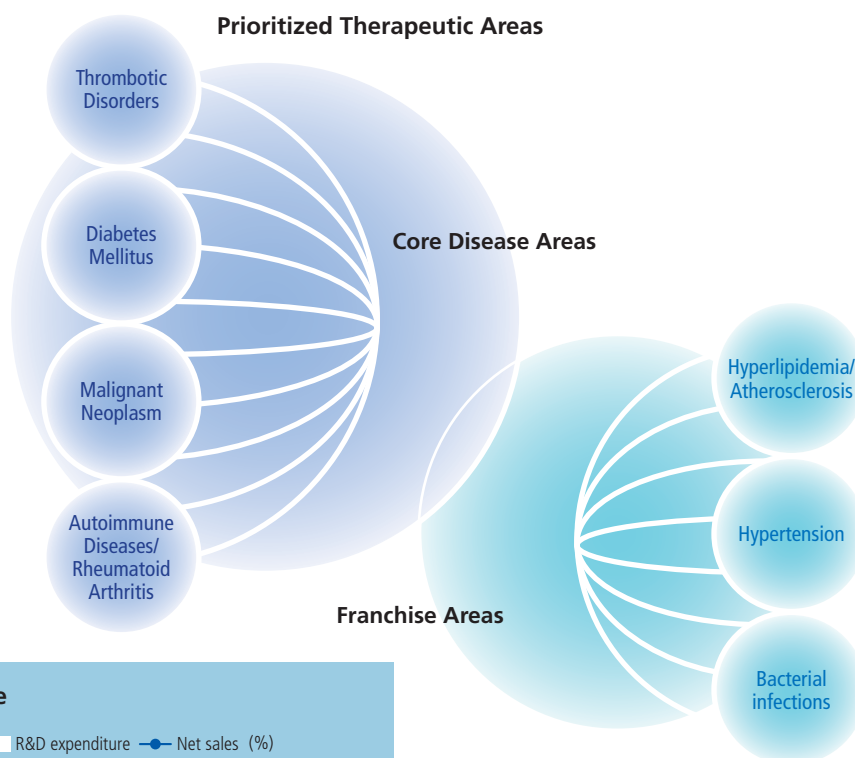 Prioritized Therapeutic Areas
Thrombotic
Disorders
Diabetes
Mellitus
Core Disease Areas
Malignant
Neoplasm
Hyperlipidemia/
Atherosclerosis
Autoimmune
Diseases/
Rheumatoid
Arthritis
Hypertension
Franchise Areas
Bacterial
infections
R&D expenditure Net sales (%)